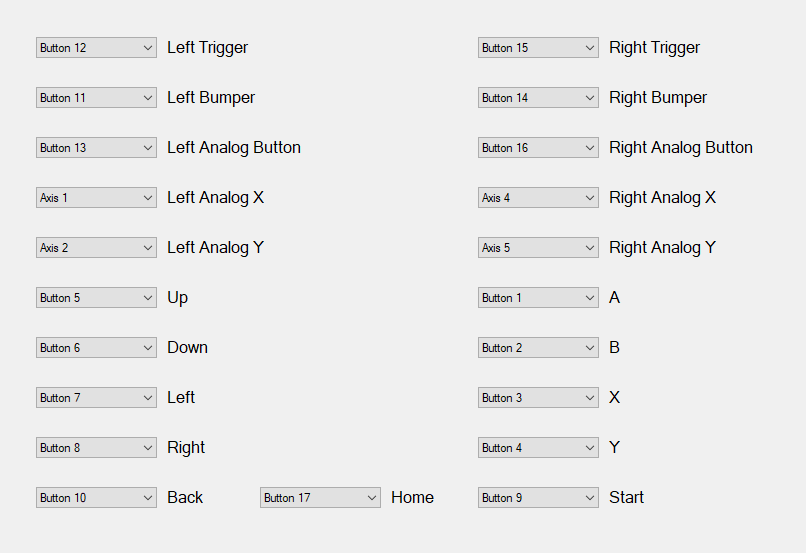 Button 12 Left Trigger Button 15 Right Trigger
Button 11 Left Bumper Button 14 Right Bumper
Button 13 Left Analog Button Button 16 Right Analog Button
Axis 1 Left Analog X Axis 4 Right Analog X
Axis 2 Left Analog Y Axis 5 Right Analog Y
Button 5 Up Button 1 A
Button 6 Down Button 2 B
Button 7 Left Button 3 X
Button 8 Right Button 4 Y
Button 10 Back Button 17 Home Button 9 Start